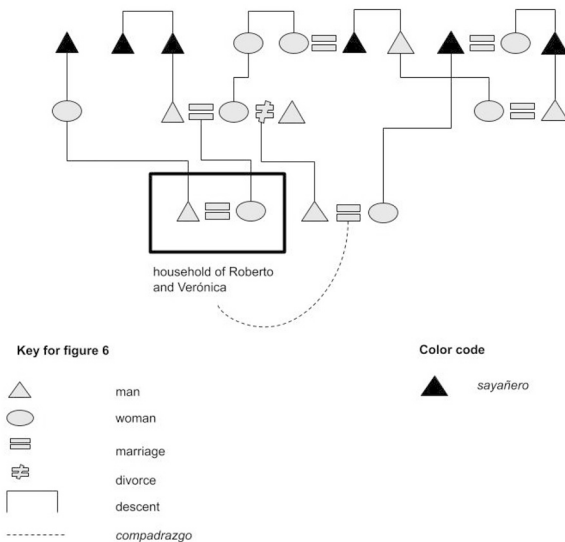 household of Roberto
and Verónica
Key for figure 6
Color code
man
sayañero
woman
marriage
divorce
descent
compadrazgo